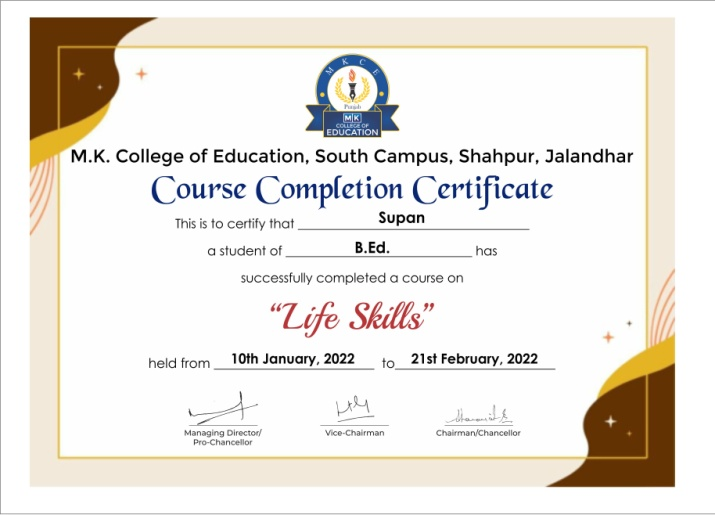 M K C E
Punjab
MK
COLLEGE OF
EDUCATION
M.K. College of Education, South Campus, Shahpur, Jalandhar
Course Completion Certificate
This is to certify that Supan
a student of B.Ed. has
successfully completed a course on
“Life Skills”
held from 10th January, 2022 to 21st February, 2022
Managing Director/ Vice-Chairman Chairman/Chancellor
Pro-Chancellor